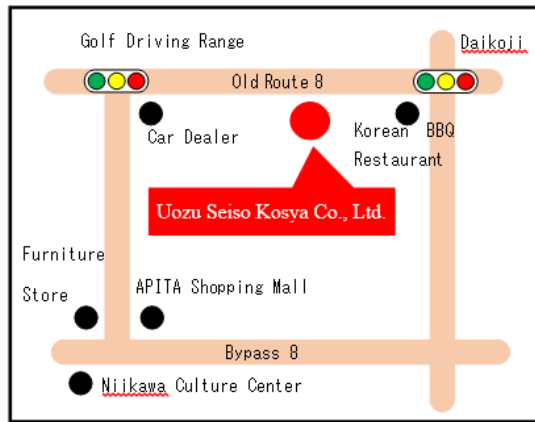 Golf Driving Range
Daikoji
Old Route 8
Car Dealer
Korean BBQ
Restaurant
Uozu Seiso Kosya Co., Ltd.
Furniture
Store
APITA Shopping Mall
Bypass 8
Niikawa Culture Center